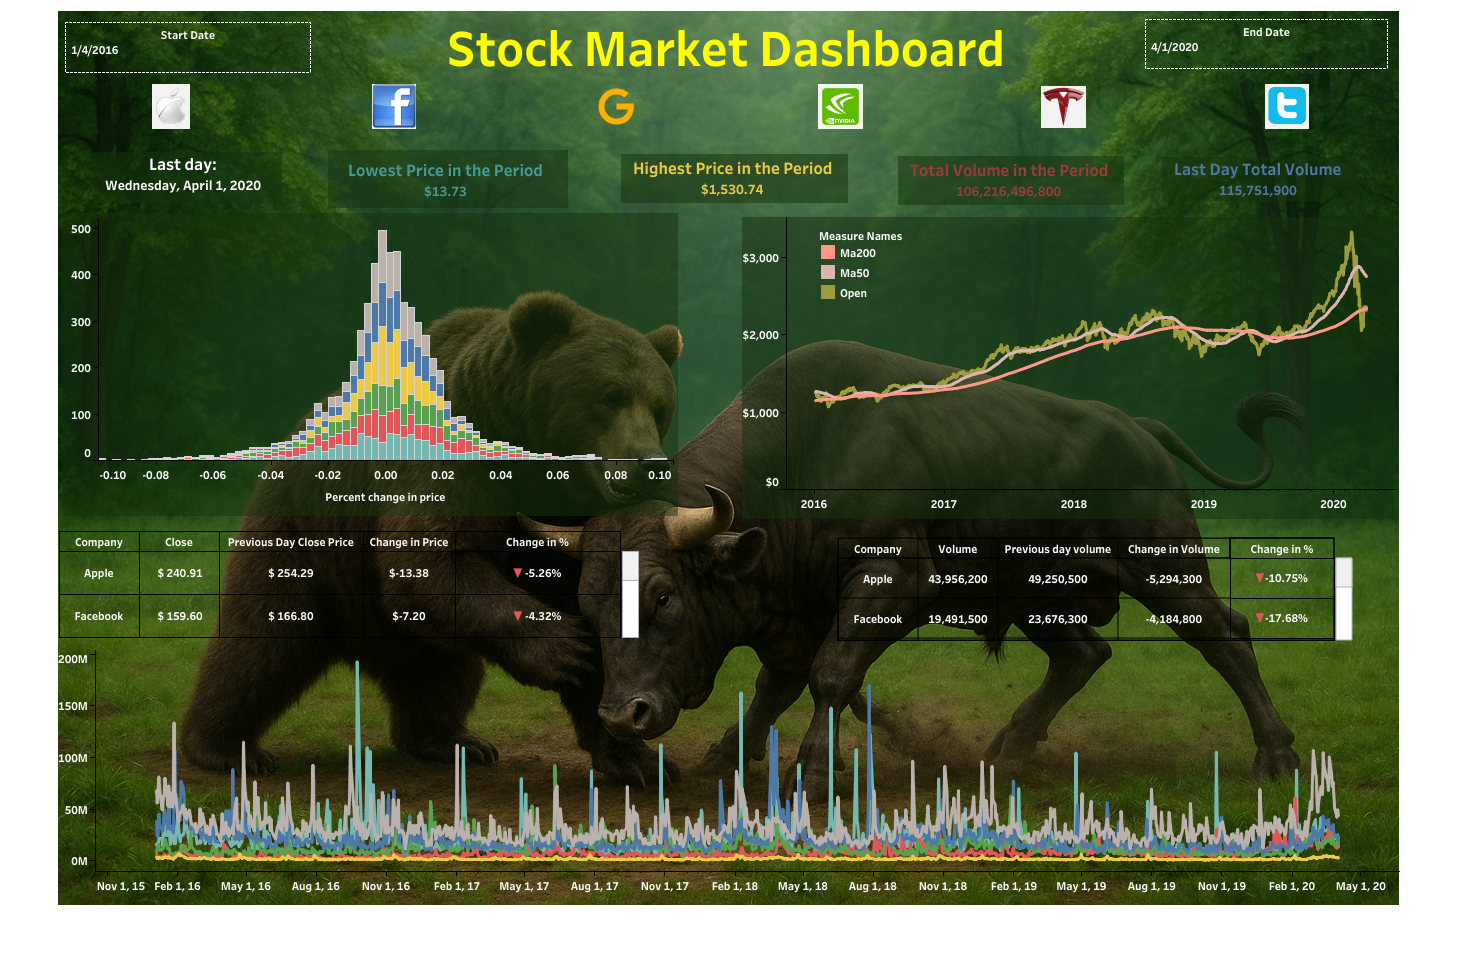 Start Date
1/4/2016
Stock Market Dashboard
End Date
4/1/2020
f
G
NVIDIA
t
Last day:
Wednesday, April 1, 2020
Lowest Price in the Period
$13.73
Highest Price in the Period
$1,530.74
Total Volume in the Period
106,216,496,800
Last Day Total Volume
115,751,900
500
400
300
200
100
0
-0.10 -0.08 -0.06 -0.04 -0.02 0.00 0.02 0.04 0.06 0.08 0.10
Percent change in price
Measure Names
Ma200
Ma50
Open
$3,000
$2,000
$1,000
$0
2016 2017 2018 2019 2020
Company Close Previous Day Close Price Change in Price Change in %
Apple $ 240.91 $ 254.29 $-13.38 ▼ -5.26%
Facebook $ 159.60 $ 166.80 $-7.20 ▼ -4.32%
Company Volume Previous day volume Change in Volume Change in %
Apple 43,956,200 49,250,500 -5,294,300 ▼-10.75%
Facebook 19,491,500 23,676,300 -4,184,800 ▼-17.68%
200M
150M
100M
50M
0M
Nov 1, 15 Feb 1, 16 May 1, 16 Aug 1, 16 Nov 1, 16 Feb 1, 17 May 1, 17 Aug 1, 17 Nov 1, 17 Feb 1, 18 May 1, 18 Aug 1, 18 Nov 1, 18 Feb 1, 19 May 1, 19 Aug 1, 19 Nov 1, 19 Feb 1, 20 May 1, 20